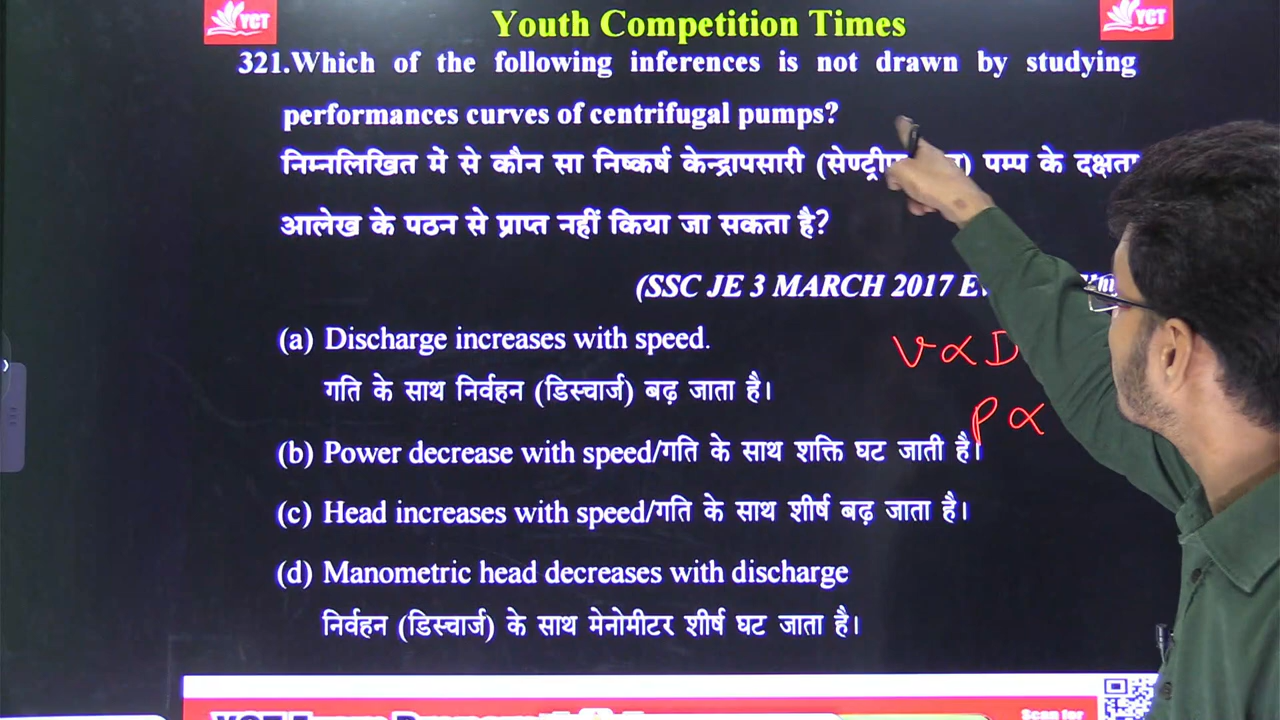 YCT
Youth Competition Times
YCT
321.Which of the following inferences is not drawn by studying
performances curves of centrifugal pumps?
निम्नलिखित में से कौन सा निष्कर्ष केन्द्रापसारी पम्प के दक्षता
आलेख के पठन से प्राप्त नहीं किया जा सकता है?
(SSC JE 3 MARCH 2017
(a) Discharge increases with speed.
V ∝ D
गति के साथ निर्वहन (डिस्चार्ज) बढ़ जाता है।
P ∝
(b) Power decrease with speed/गति के साथ शक्ति घट जाती है।
(c) Head increases with speed/गति के साथ शीर्ष बढ़ जाता है।
(d) Manometric head decreases with discharge
निर्वहन (डिस्चार्ज) के साथ मेनोमीटर शीर्ष घट जाता है।
Scan for